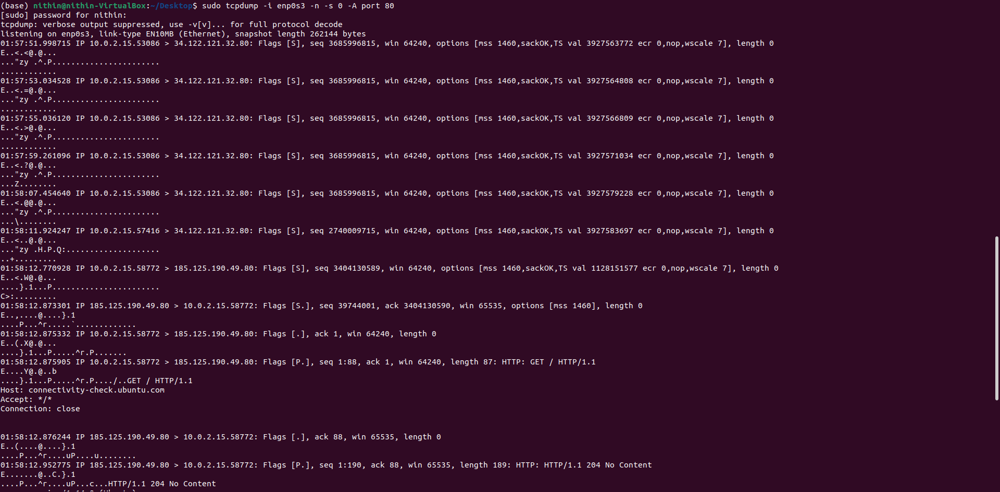 (base) nithin@nithin-VirtualBox:~/Desktop$ sudo tcpdump -i enp0s3 -n -s 0 -A port 80
[sudo] password for nithin:
tcpdump: verbose output suppressed, use -v[v]... for full protocol decode
listening on enp0s3, link-type EN10MB (Ethernet), snapshot length 262144 bytes
01:57:51.998715 IP 10.0.2.15.53086 > 34.122.121.32.80: Flags [S], seq 3685996815, win 64240, options [mss 1460,sackOK,TS val 3927563772 ecr 0,nop,wscale 7], length 0
E..<.<@.@...
..."zy .^.P.......................
............
01:57:53.034528 IP 10.0.2.15.53086 > 34.122.121.32.80: Flags [S], seq 3685996815, win 64240, options [mss 1460,sackOK,TS val 3927564808 ecr 0,nop,wscale 7], length 0
E..<.=@.@...
..."zy .^.P.......................
............
01:57:55.036120 IP 10.0.2.15.53086 > 34.122.121.32.80: Flags [S], seq 3685996815, win 64240, options [mss 1460,sackOK,TS val 3927566809 ecr 0,nop,wscale 7], length 0
E..<.>@.@...
..."zy .^.P.......................
............
01:57:59.261096 IP 10.0.2.15.53086 > 34.122.121.32.80: Flags [S], seq 3685996815, win 64240, options [mss 1460,sackOK,TS val 3927571034 ecr 0,nop,wscale 7], length 0
E..<.?@.@...
..."zy .^.P.......................
...Z........
01:58:07.454640 IP 10.0.2.15.53086 > 34.122.121.32.80: Flags [S], seq 3685996815, win 64240, options [mss 1460,sackOK,TS val 3927579228 ecr 0,nop,wscale 7], length 0
E..<.@@.@...
..."zy .^.P.......................
...\........
01:58:11.924247 IP 10.0.2.15.57416 > 34.122.121.32.80: Flags [S], seq 2740009715, win 64240, options [mss 1460,sackOK,TS val 3927583697 ecr 0,nop,wscale 7], length 0
E..<..@.@...
..."zy .H.P.Q:....................
..+.........
01:58:12.770928 IP 10.0.2.15.58772 > 185.125.190.49.80: Flags [S], seq 3404130589, win 64240, options [mss 1460,sackOK,TS val 1128151577 ecr 0,nop,wscale 7], length 0
E..<.W@.@...
....}.1...P.......................
C>:.........
01:58:12.873301 IP 185.125.190.49.80 > 10.0.2.15.58772: Flags [S.], seq 39744001, ack 3404130590, win 65535, options [mss 1460], length 0
E..,....@....}.1
....P...^r.....`.............
01:58:12.875332 IP 10.0.2.15.58772 > 185.125.190.49.80: Flags [.], ack 1, win 64240, length 0
E..(.X@.@...
....}.1...P.....^r.P.......
01:58:12.875905 IP 10.0.2.15.58772 > 185.125.190.49.80: Flags [P.], seq 1:88, ack 1, win 64240, length 87: HTTP: GET / HTTP/1.1
E....Y@.@..b
....}.1...P.....^r.P..../..GET / HTTP/1.1
Host: connectivity-check.ubuntu.com
Accept: */*
Connection: close
01:58:12.876244 IP 185.125.190.49.80 > 10.0.2.15.58772: Flags [.], ack 88, win 65535, length 0
E..(....@....}.1
....P...^r....uP....u........
01:58:12.952775 IP 185.125.190.49.80 > 10.0.2.15.58772: Flags [P.], seq 1:190, ack 88, win 65535, length 189: HTTP: HTTP/1.1 204 No Content
E.......@..C.}.1
....P...^r....uP...c...HTTP/1.1 204 No Content